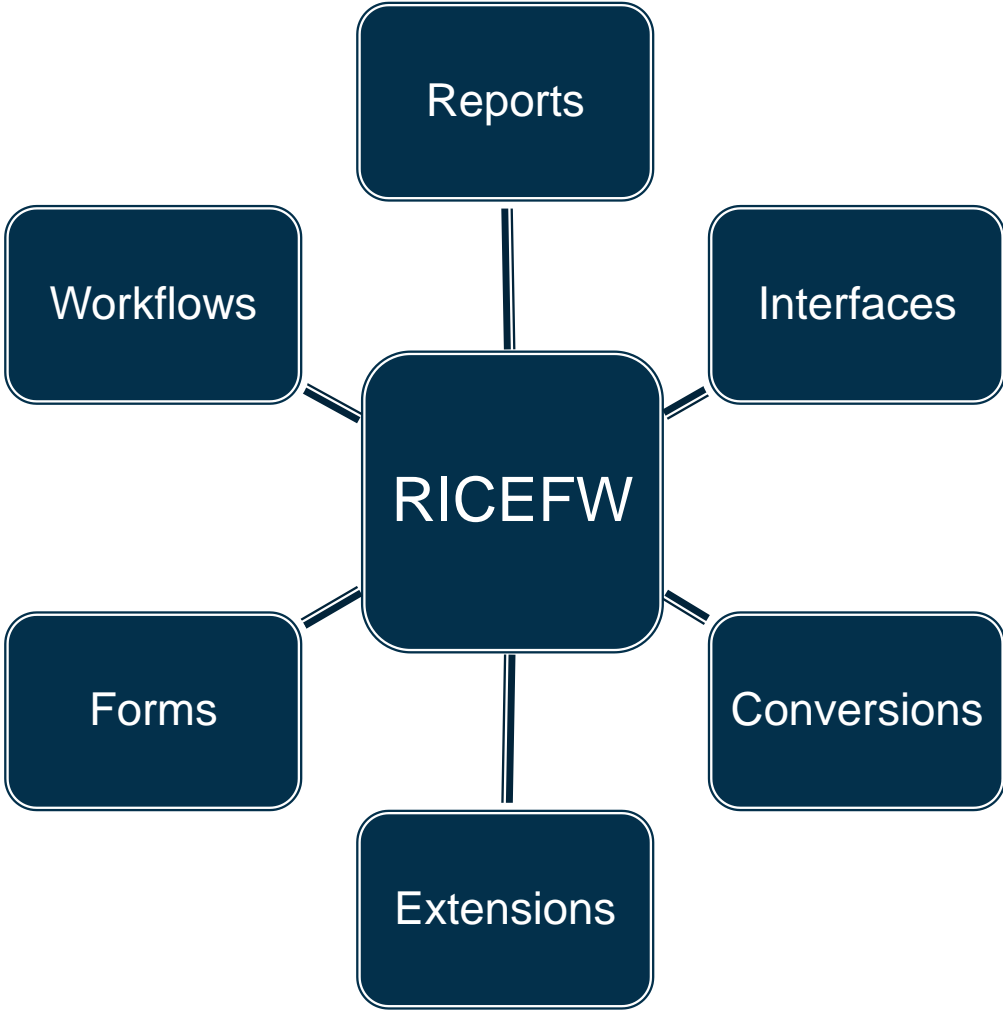 Reports
Workflows
Interfaces
RICEFW
Forms
Conversions
Extensions